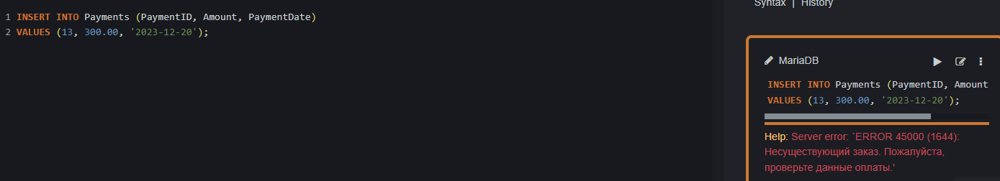 Syntax | History
1 INSERT INTO Payments (PaymentID, Amount, PaymentDate)
2 VALUES (13, 300.00, '2023-12-20');
MariaDB
INSERT INTO Payments (PaymentID, Amount
VALUES (13, 300.00, '2023-12-20');
Help: Server error: `ERROR 45000 (1644):
Несуществующий заказ. Пожалуйста,
проверьте данные оплаты.'